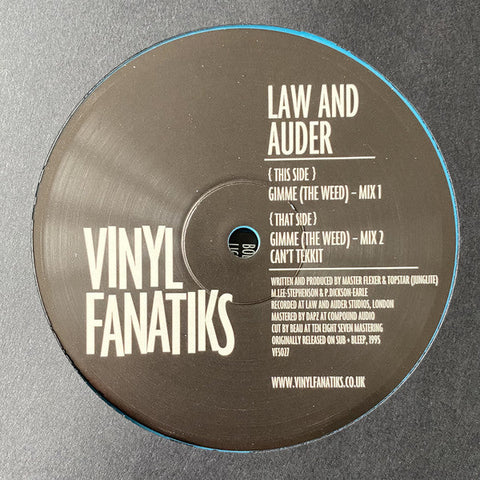 LAW AND
AUDER
{ THIS SIDE }
GIMME (THE WEED) – MIX 1
{ THAT SIDE }
GIMME (THE WEED) – MIX 2
CAN'T TEKKIT
VINYL
FANATIKS
WRITTEN AND PRODUCED BY MASTER FLEXER & TOPSTAR (JUNGLITE)
M.LEE-STEPHENSON & P.DICKSON-EARLE
RECORDED AT LAW AND AUDER STUDIOS, LONDON
MASTERED BY DAPZ AT COMPOUND AUDIO
CUT BY BEAU AT TEN EIGHT SEVEN MASTERING
ORIGINALLY RELEASED ON SUB • BLEEP, 1995
VFS027
WWW.VINYLFANATIKS.CO.UK